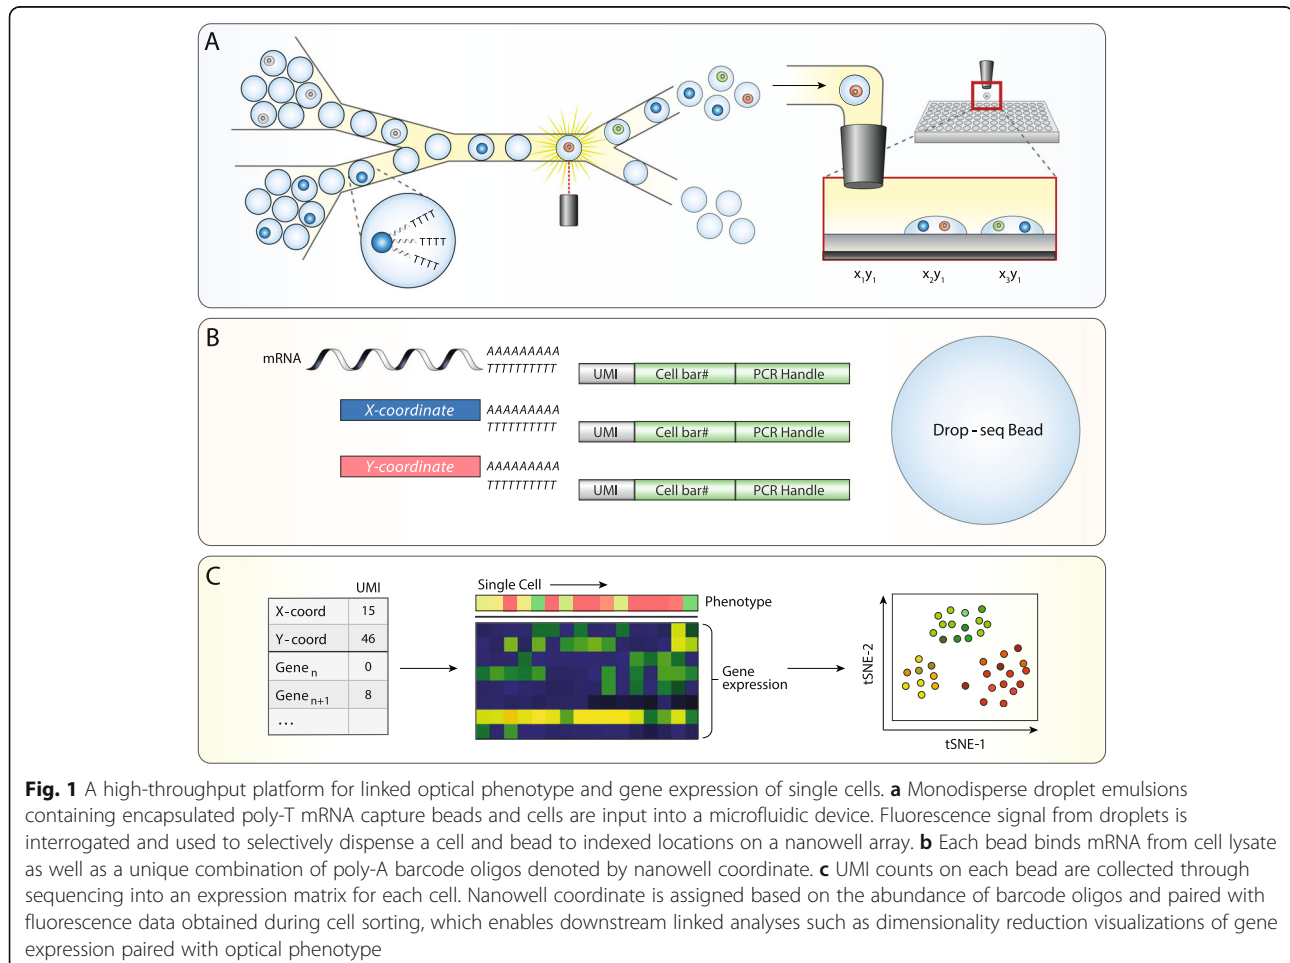 A
TTTT
TTTT
TTTT
x1y1
x2y1
x3y1
B
mRNA
AAAAAAAAA
TTTTTTTTTT
UMI Cell bar# PCR Handle
X-coordinate
AAAAAAAAA
TTTTTTTTTT
UMI Cell bar# PCR Handle
Y-coordinate
AAAAAAAAA
TTTTTTTTTT
UMI Cell bar# PCR Handle
Drop - seq Bead
C
UMI
X-coord 15
Y-coord 46
Gene n 0
Gene n+1 8
...
Single Cell
Phenotype
Gene
expression
tSNE-2
tSNE-1
Fig. 1 A high-throughput platform for linked optical phenotype and gene expression of single cells. a Monodisperse droplet emulsions
containing encapsulated poly-T mRNA capture beads and cells are input into a microfluidic device. Fluorescence signal from droplets is
interrogated and used to selectively dispense a cell and bead to indexed locations on a nanowell array. b Each bead binds mRNA from cell lysate
as well as a unique combination of poly-A barcode oligos denoted by nanowell coordinate. c UMI counts on each bead are collected through
sequencing into an expression matrix for each cell. Nanowell coordinate is assigned based on the abundance of barcode oligos and paired with
fluorescence data obtained during cell sorting, which enables downstream linked analyses such as dimensionality reduction visualizations of gene
expression paired with optical phenotype